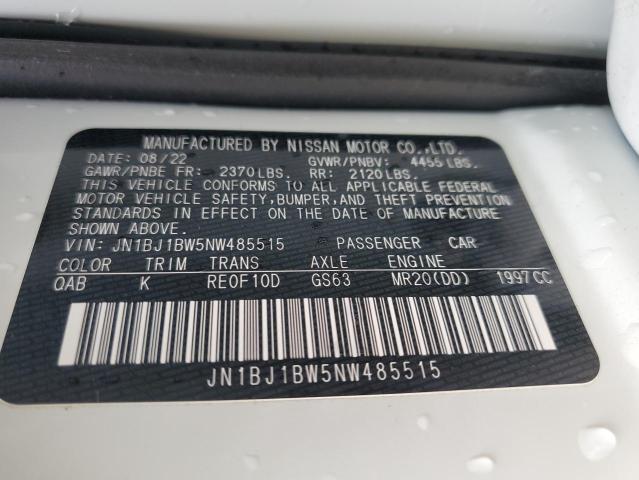 MANUFACTURED BY NISSAN MOTOR CO.,LTD.
DATE: 08/22 GVWR/PNBV: 4455 LBS.
GAWR/PNBE FR: 2370 LBS. RR: 2120 LBS.
THIS VEHICLE CONFORMS TO ALL APPLICABLE FEDERAL
MOTOR VEHICLE SAFETY, BUMPER, AND THEFT PREVENTION
STANDARDS IN EFFECT ON THE DATE OF MANUFACTURE
SHOWN ABOVE.
VIN: JN1BJ1BW5NW485515 PASSENGER CAR
COLOR TRIM TRANS AXLE ENGINE
QAB K RE0F10D GS63 MR20(DD) 1997CC
JN1BJ1BW5NW485515